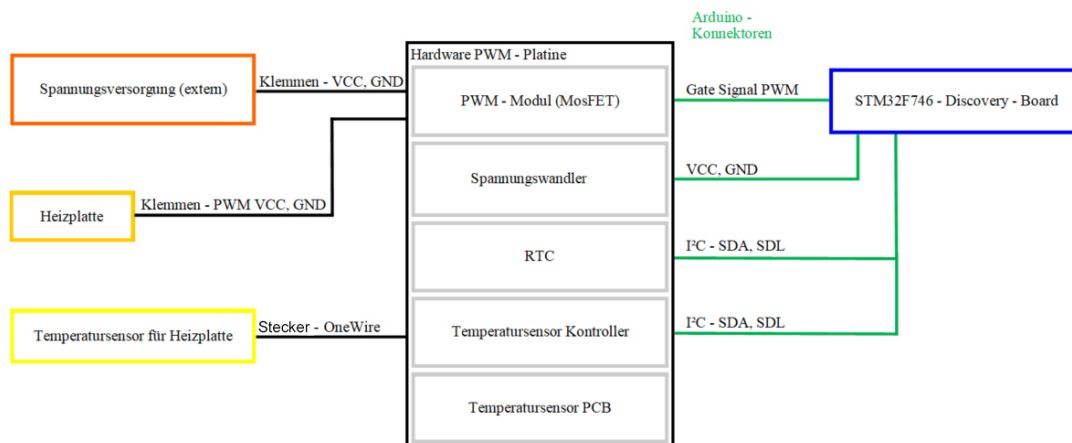 Arduino -
Konnektoren
Hardware PWM - Platine
Spannungsversorgung (extern)
Klemmen - VCC, GND
PWM - Modul (MosFET)
Gate Signal PWM
STM32F746 - Discovery - Board
Spannungswandler
VCC, GND
Heizplatte
Klemmen - PWM VCC, GND
RTC
I²C - SDA, SDL
Temperatursensor für Heizplatte
Stecker - OneWire
Temperatursensor Kontroller
I²C - SDA, SDL
Temperatursensor PCB